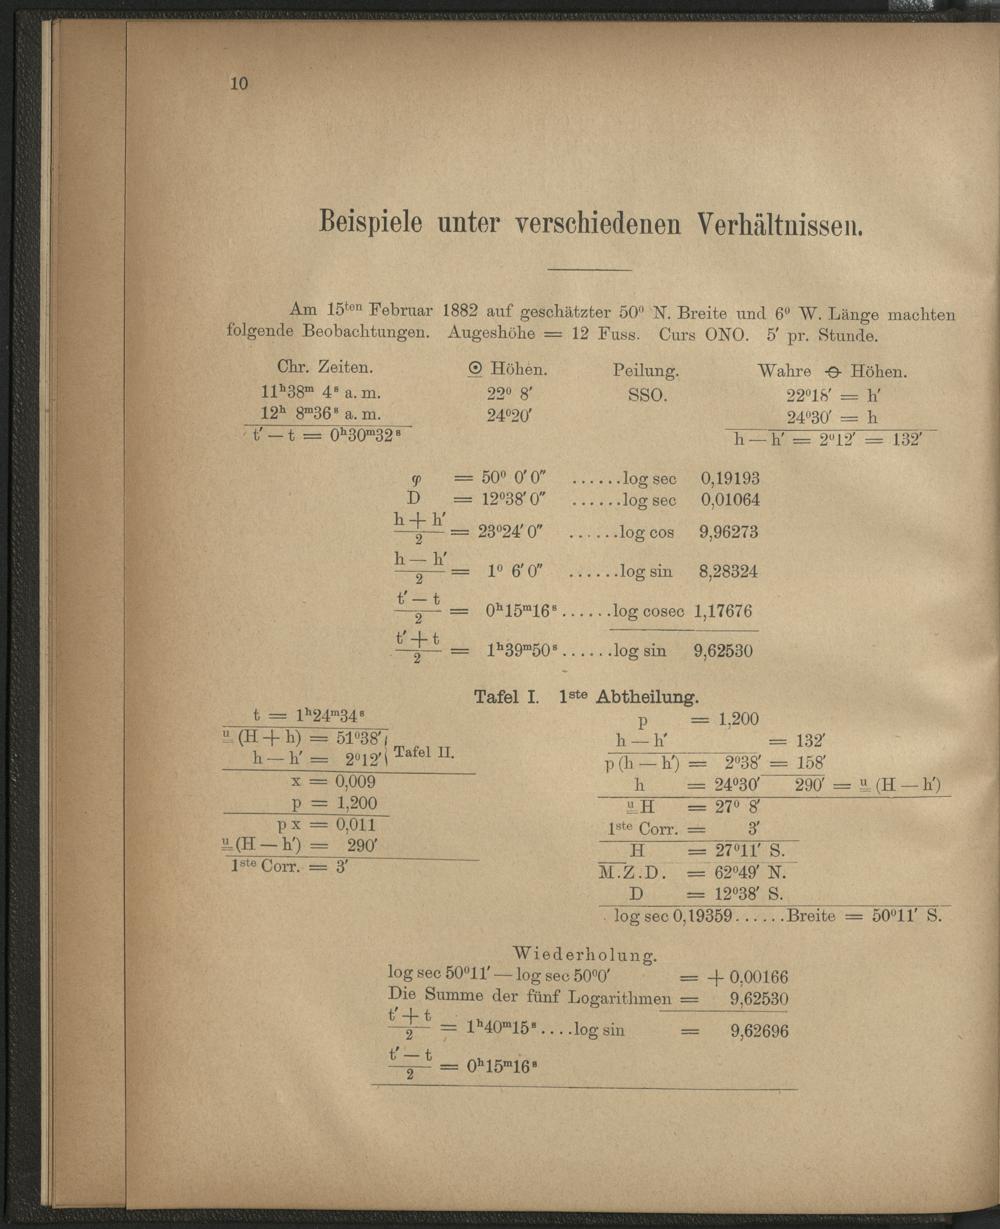 10
Beispiele unter verschiedenen Verhältnissen.
Am 15ten Februar 1882 auf geschätzter 50° N. Breite und 6° W. Länge machten
folgende Beobachtungen. Augeshöhe = 12 Fuss. Curs ONO. 5′ pr. Stunde.
Chr. Zeiten. ☉ Höhen. Peilung. Wahre ⦵ Höhen.
11h38m 4s a. m. 22° 8′ SSO. 22°18′ = h′
12h 8m36s a. m. 24°20′ 24°30′ = h
t′ — t = 0h30m32s h — h′ = 2°12′ = 132′
φ = 50° 0′ 0″ ......log sec 0,19193
D = 12°38′ 0″ ......log sec 0,01064
h + h′ / 2 = 23°24′ 0″ ......log cos 9,96273
h — h′ / 2 = 1° 6′ 0″ ......log sin 8,28324
t′ — t / 2 = 0h15m16s ......log cosec 1,17676
t′ + t / 2 = 1h39m50s ......log sin 9,62530
Tafel I. 1ste Abtheilung.
t = 1h24m34s
u (H + h) = 51°38′
h — h′ = 2°12′ } Tafel II.
x = 0,009
p = 1,200
p x = 0,011
u (H — h′) = 290′
1ste Corr. = 3′
p = 1,200
h — h′ = 132′
p (h — h′) = 2°38′ = 158′
h = 24°30′ 290′ = u (H — h′)
u H = 27° 8′
1ste Corr. = 3′
H = 27°11′ S.
M.Z.D. = 62°49′ N.
D = 12°38′ S.
log sec 0,19359......Breite = 50°11′ S.
Wiederholung.
log sec 50°11′ — log sec 50°0′ = + 0,00166
Die Summe der fünf Logarithmen = 9,62530
t′ + t / 2 = 1h40m15s ....log sin = 9,62696
t′ — t / 2 = 0h15m16s